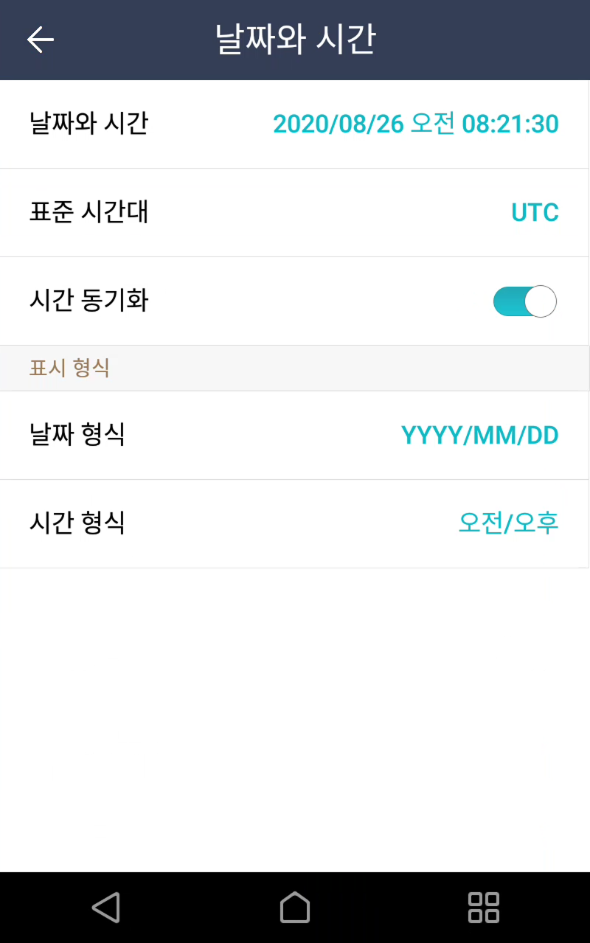 날짜와 시간
날짜와 시간 2020/08/26 오전 08:21:30
표준 시간대 UTC
시간 동기화
표시 형식
날짜 형식 YYYY/MM/DD
시간 형식 오전/오후